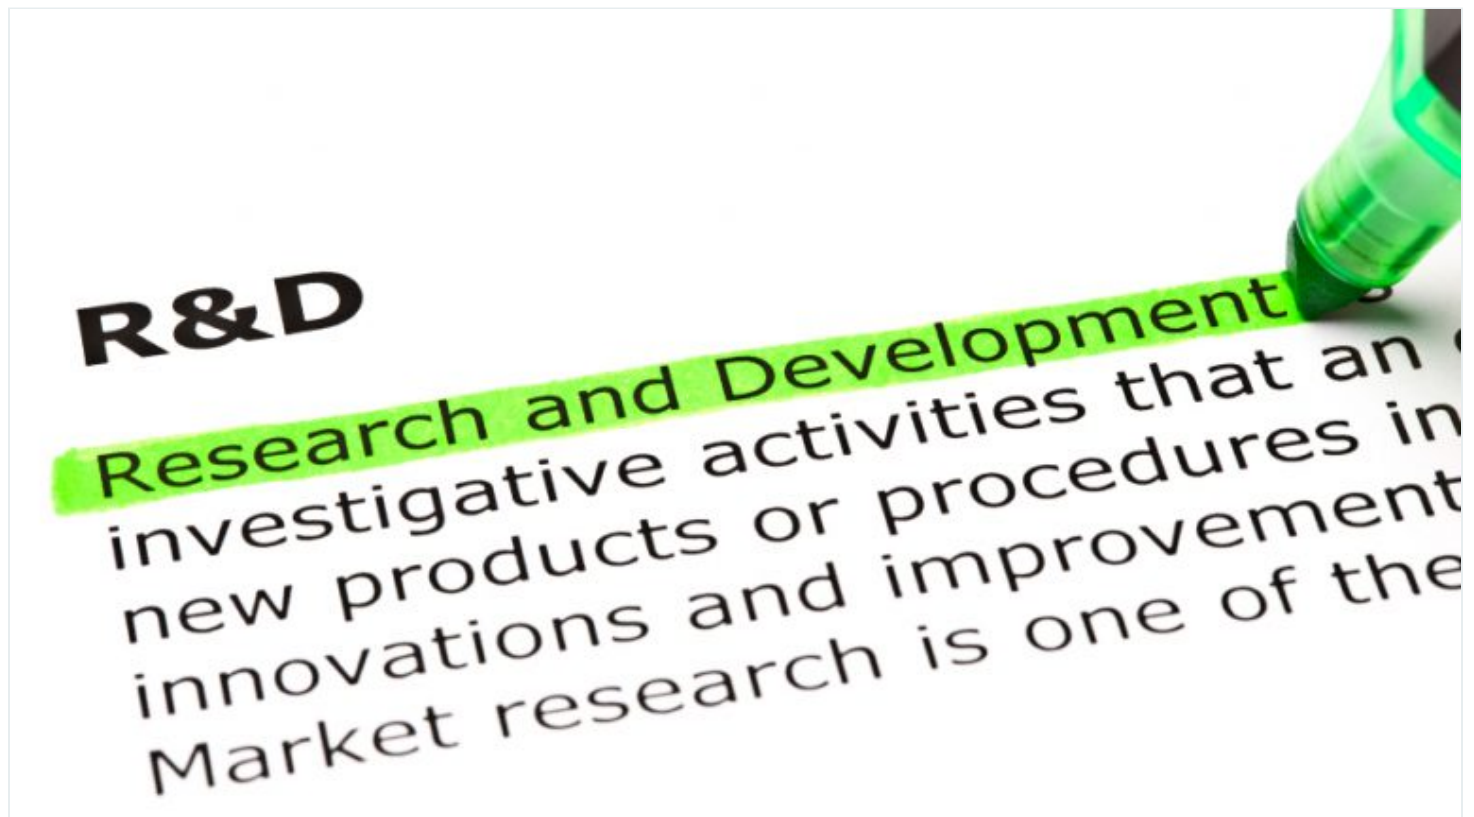 R&D
Research and Development
investigative activities that an
new products or procedures in
innovations and improvement
Market research is one of the